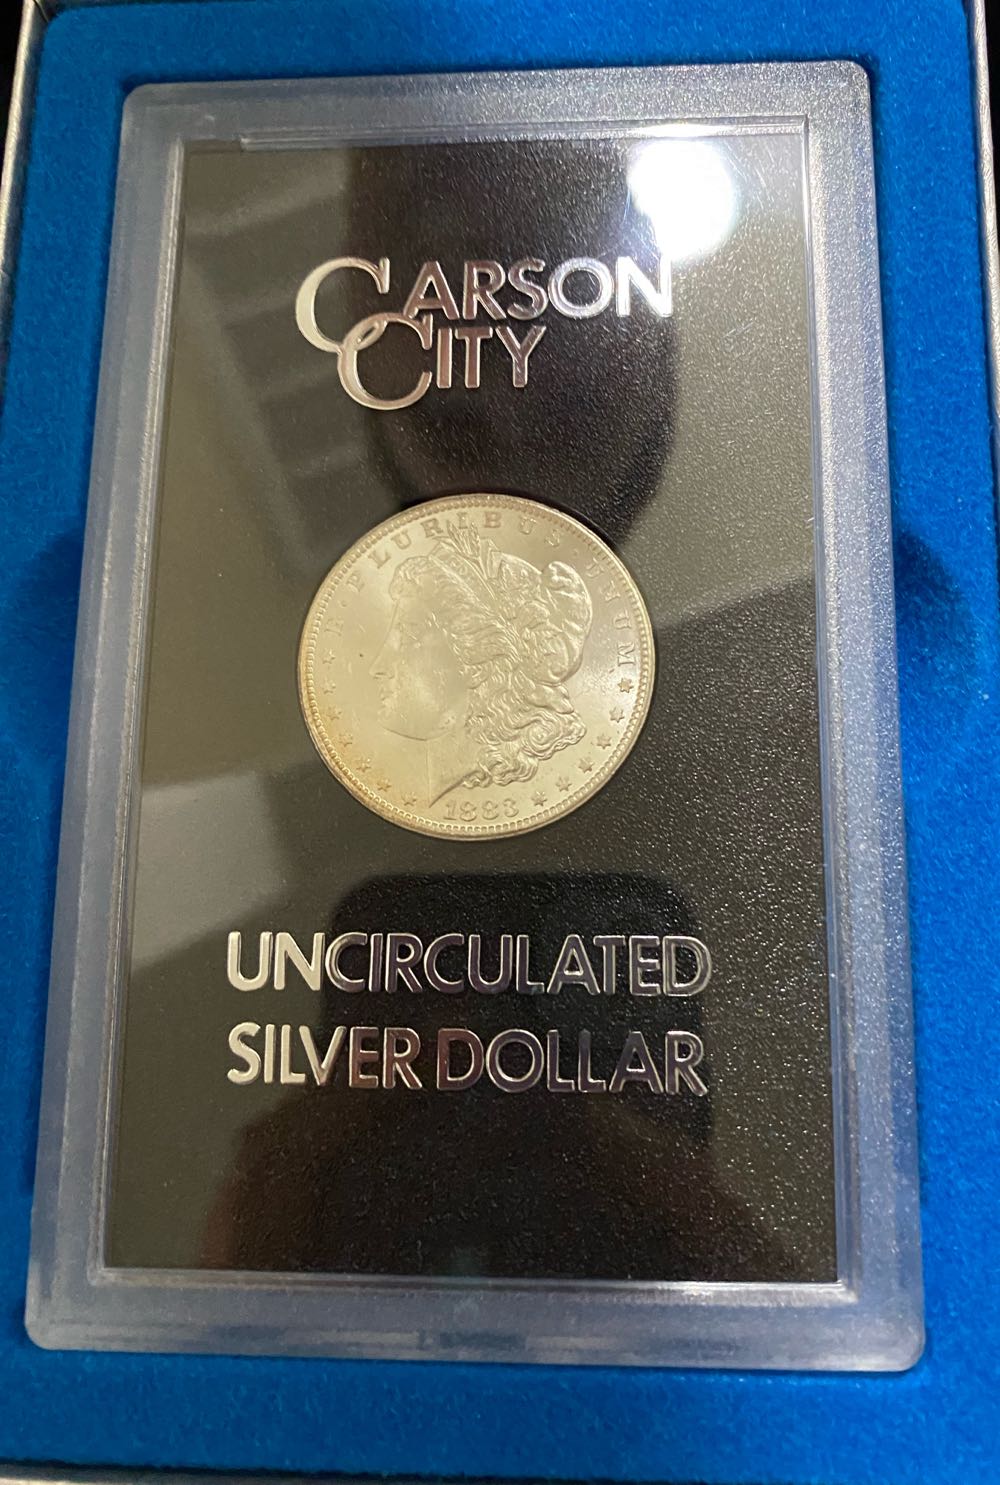 CARSON
CITY
E·PLURIBUS·UNUM
1883
UNCIRCULATED
SILVER DOLLAR